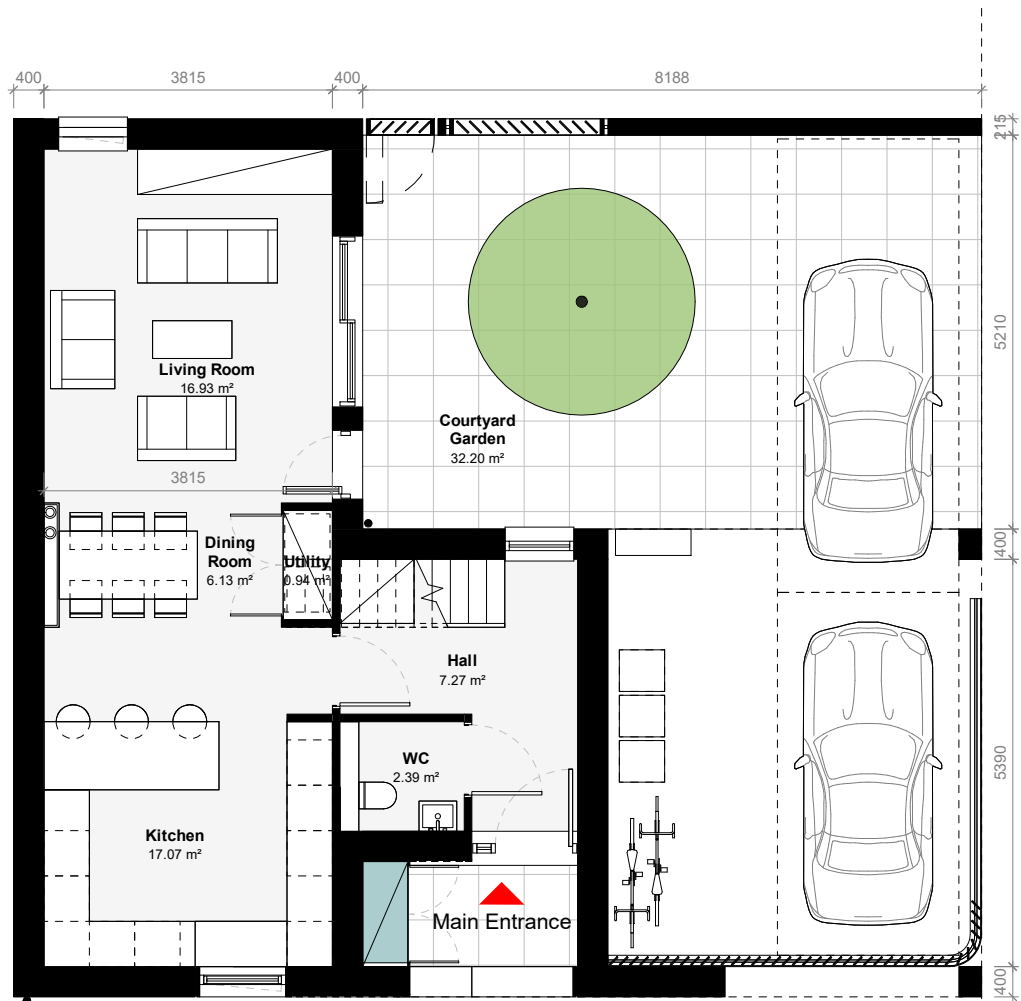 400
3815
400
8188
215
Living Room
16.93 m²
5210
Courtyard
Garden
32.20 m²
3815
Dining
Room
6.13 m²
Utility
0.94 m²
400
Hall
7.27 m²
WC
2.39 m²
5390
Kitchen
17.07 m²
Main Entrance
400